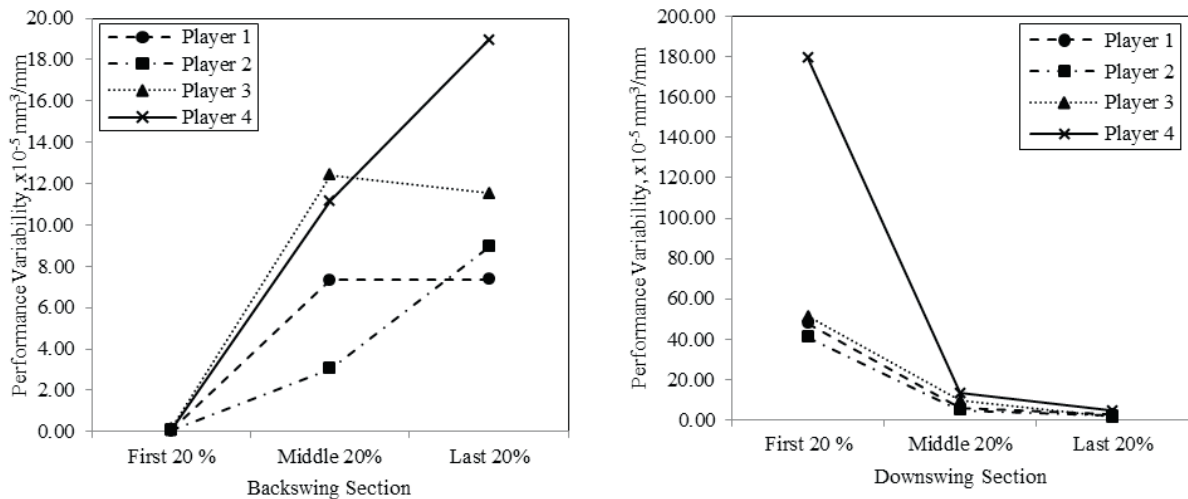 Performance Variability, x10⁻⁵ mm³/mm
20.00
18.00
16.00
14.00
12.00
10.00
8.00
6.00
4.00
2.00
0.00
Player 1
Player 2
Player 3
Player 4
First 20 %
Middle 20%
Last 20%
Backswing Section
Performance Variability, x10⁻⁵ mm³/mm
200.00
180.00
160.00
140.00
120.00
100.00
80.00
60.00
40.00
20.00
0.00
Player 1
Player 2
Player 3
Player 4
First 20%
Middle 20%
Last 20%
Downswing Section